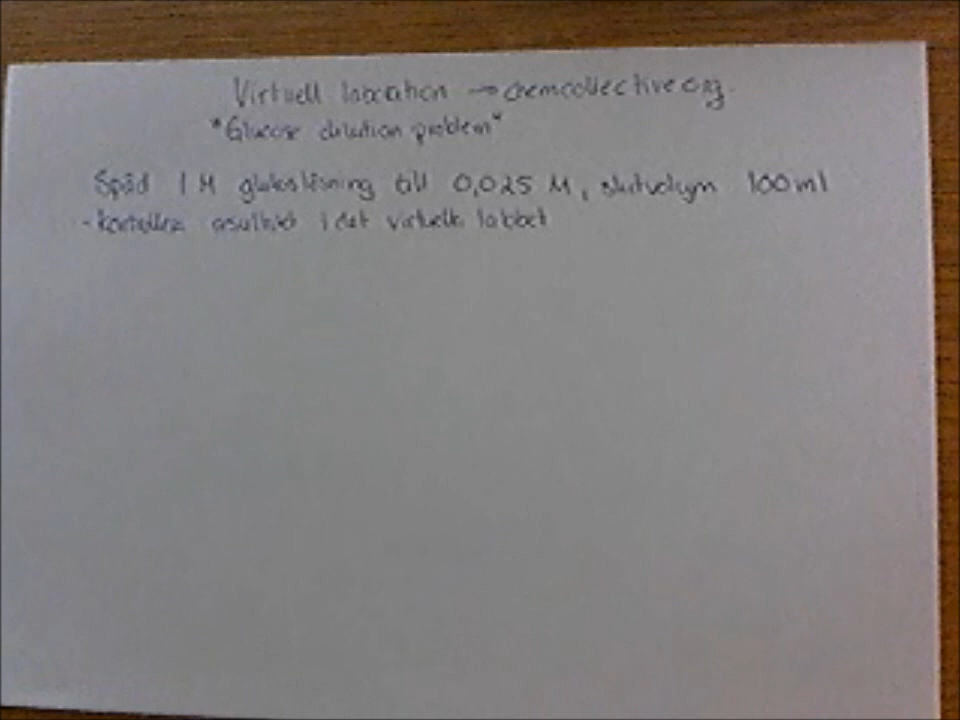 Virtuell laboration → chemcollective.org
"Glucose dilution problem"
Späd 1 M glukoslösning till 0,025 M, slutvolym 100 ml
- kontrollera resultatet i det virtuella labbet